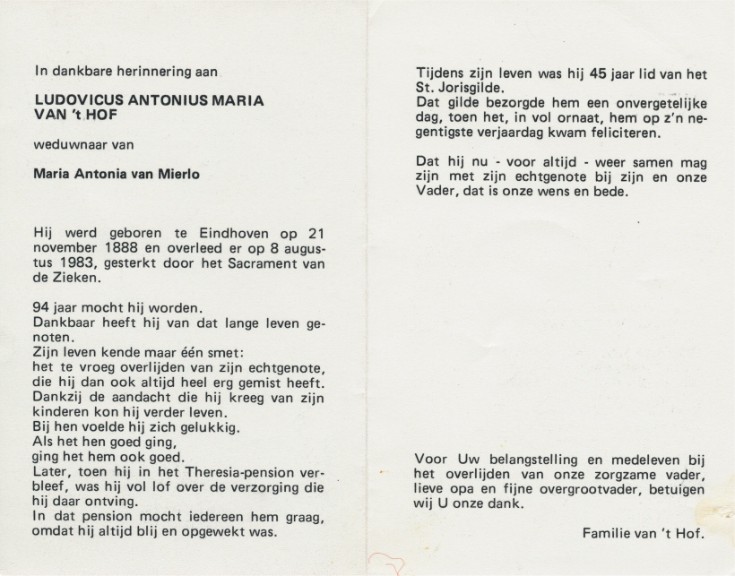 In dankbare herinnering aan
LUDOVICUS ANTONIUS MARIA
VAN 't HOF
weduwnaar van
Maria Antonia van Mierlo
Hij werd geboren te Eindhoven op 21
november 1888 en overleed er op 8 augus-
tus 1983, gesterkt door het Sacrament van
de Zieken.
94 jaar mocht hij worden.
Dankbaar heeft hij van dat lange leven ge-
noten.
Zijn leven kende maar één smet:
het te vroeg overlijden van zijn echtgenote,
die hij dan ook altijd heel erg gemist heeft.
Dankzij de aandacht die hij kreeg van zijn
kinderen kon hij verder leven.
Bij hen voelde hij zich gelukkig.
Als het hen goed ging,
ging het hem ook goed.
Later, toen hij in het Theresia-pension ver-
bleef, was hij vol lof over de verzorging die
hij daar ontving.
In dat pension mocht iedereen hem graag,
omdat hij altijd blij en opgewekt was.
Tijdens zijn leven was hij 45 jaar lid van het
St. Jorisgilde.
Dat gilde bezorgde hem een onvergetelijke
dag, toen het, in vol ornaat, hem op z'n ne-
gentigste verjaardag kwam feliciteren.
Dat hij nu - voor altijd - weer samen mag
zijn met zijn echtgenote bij zijn en onze
Vader, dat is onze wens en bede.
Voor Uw belangstelling en medeleven bij
het overlijden van onze zorgzame vader,
lieve opa en fijne overgrootvader, betuigen
wij U onze dank.
Familie van 't Hof.